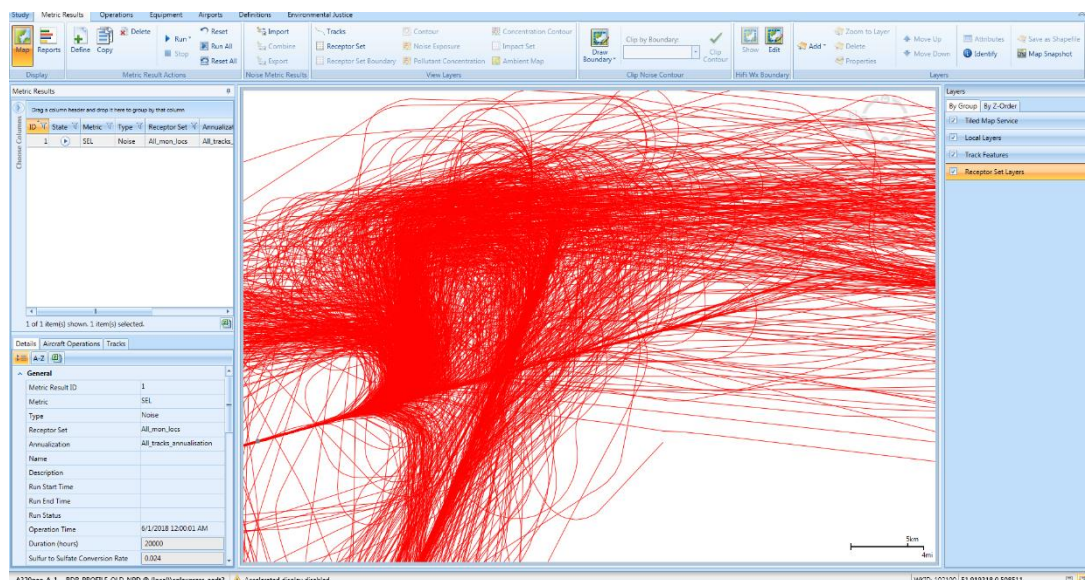 Study Metric Results Operations Equipment Airports Definitions Environmental Justice
Map Reports Define Copy Delete Run Stop Reset Run All Reset All
Import Combine Export Tracks Receptor Set Receptor Set Boundary Contour Noise Exposure Pollutant Concentration Concentration Contour Impact Set Ambient Map
Draw Boundary Clip by Boundary: Clip Contour Show Edit Add Zoom to Layer Delete Properties Move Up Move Down Attributes Identify Save as Shapefile Map Snapshot
Display Metric Result Actions Noise Metric Results View Layers Clip Noise Contour HiFi Wx Boundary Layers
Metric Results
Choose Columns
Drag a column header and drop it here to group by that column
ID State Metric Type Receptor Set Annualizat
1 SEL Noise All_mon_locs All_tracks_
1
1 of 1 item(s) shown. 1 item(s) selected.
Details Aircraft Operations Tracks
A-Z
General
Metric Result ID 1
Metric SEL
Type Noise
Receptor Set All_mon_locs
Annualization All_tracks_annualisation
Name
Description
Run Start Time
Run End Time
Run Status
Operation Time 6/1/2018 12:00:01 AM
Duration (hours) 20000
Sulfur to Sulfate Conversion Rate 0.024
5km
4mi
Layers
By Group By Z-Order
Tiled Map Service
Local Layers
Track Features
Receptor Set Layers
Accelerated display disabled